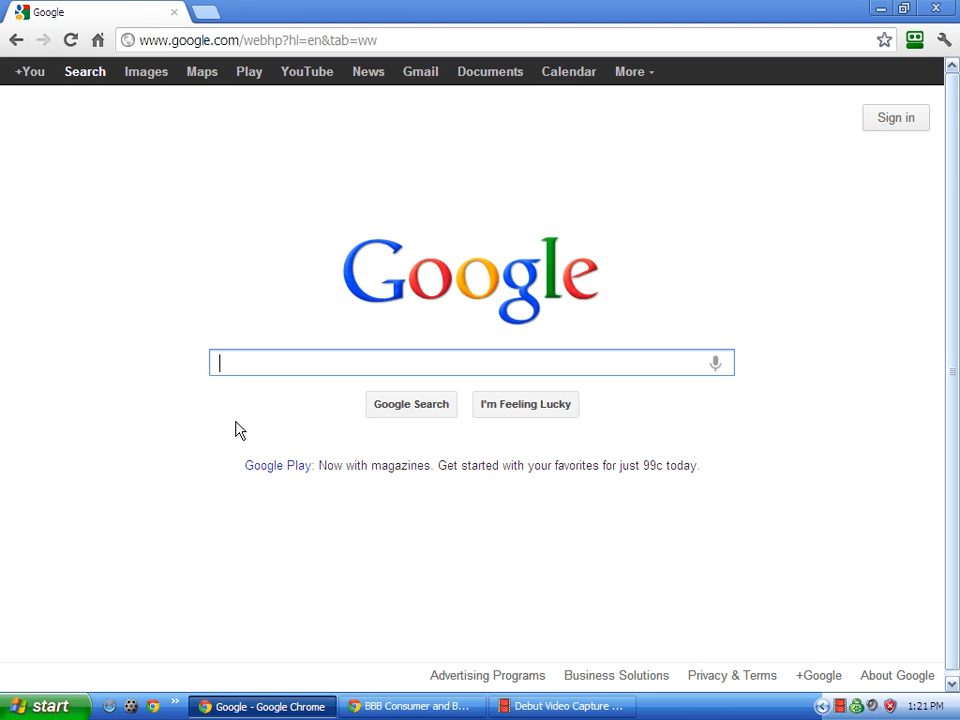 Google
www.google.com/webhp?hl=en&tab=ww
+You Search Images Maps Play YouTube News Gmail Documents Calendar More
Sign in
Google
Google Search I'm Feeling Lucky
Google Play: Now with magazines. Get started with your favorites for just 99c today.
Advertising Programs Business Solutions Privacy & Terms +Google About Google
start Google - Google Chrome BBB Consumer and B... Debut Video Capture ... 1:21 PM